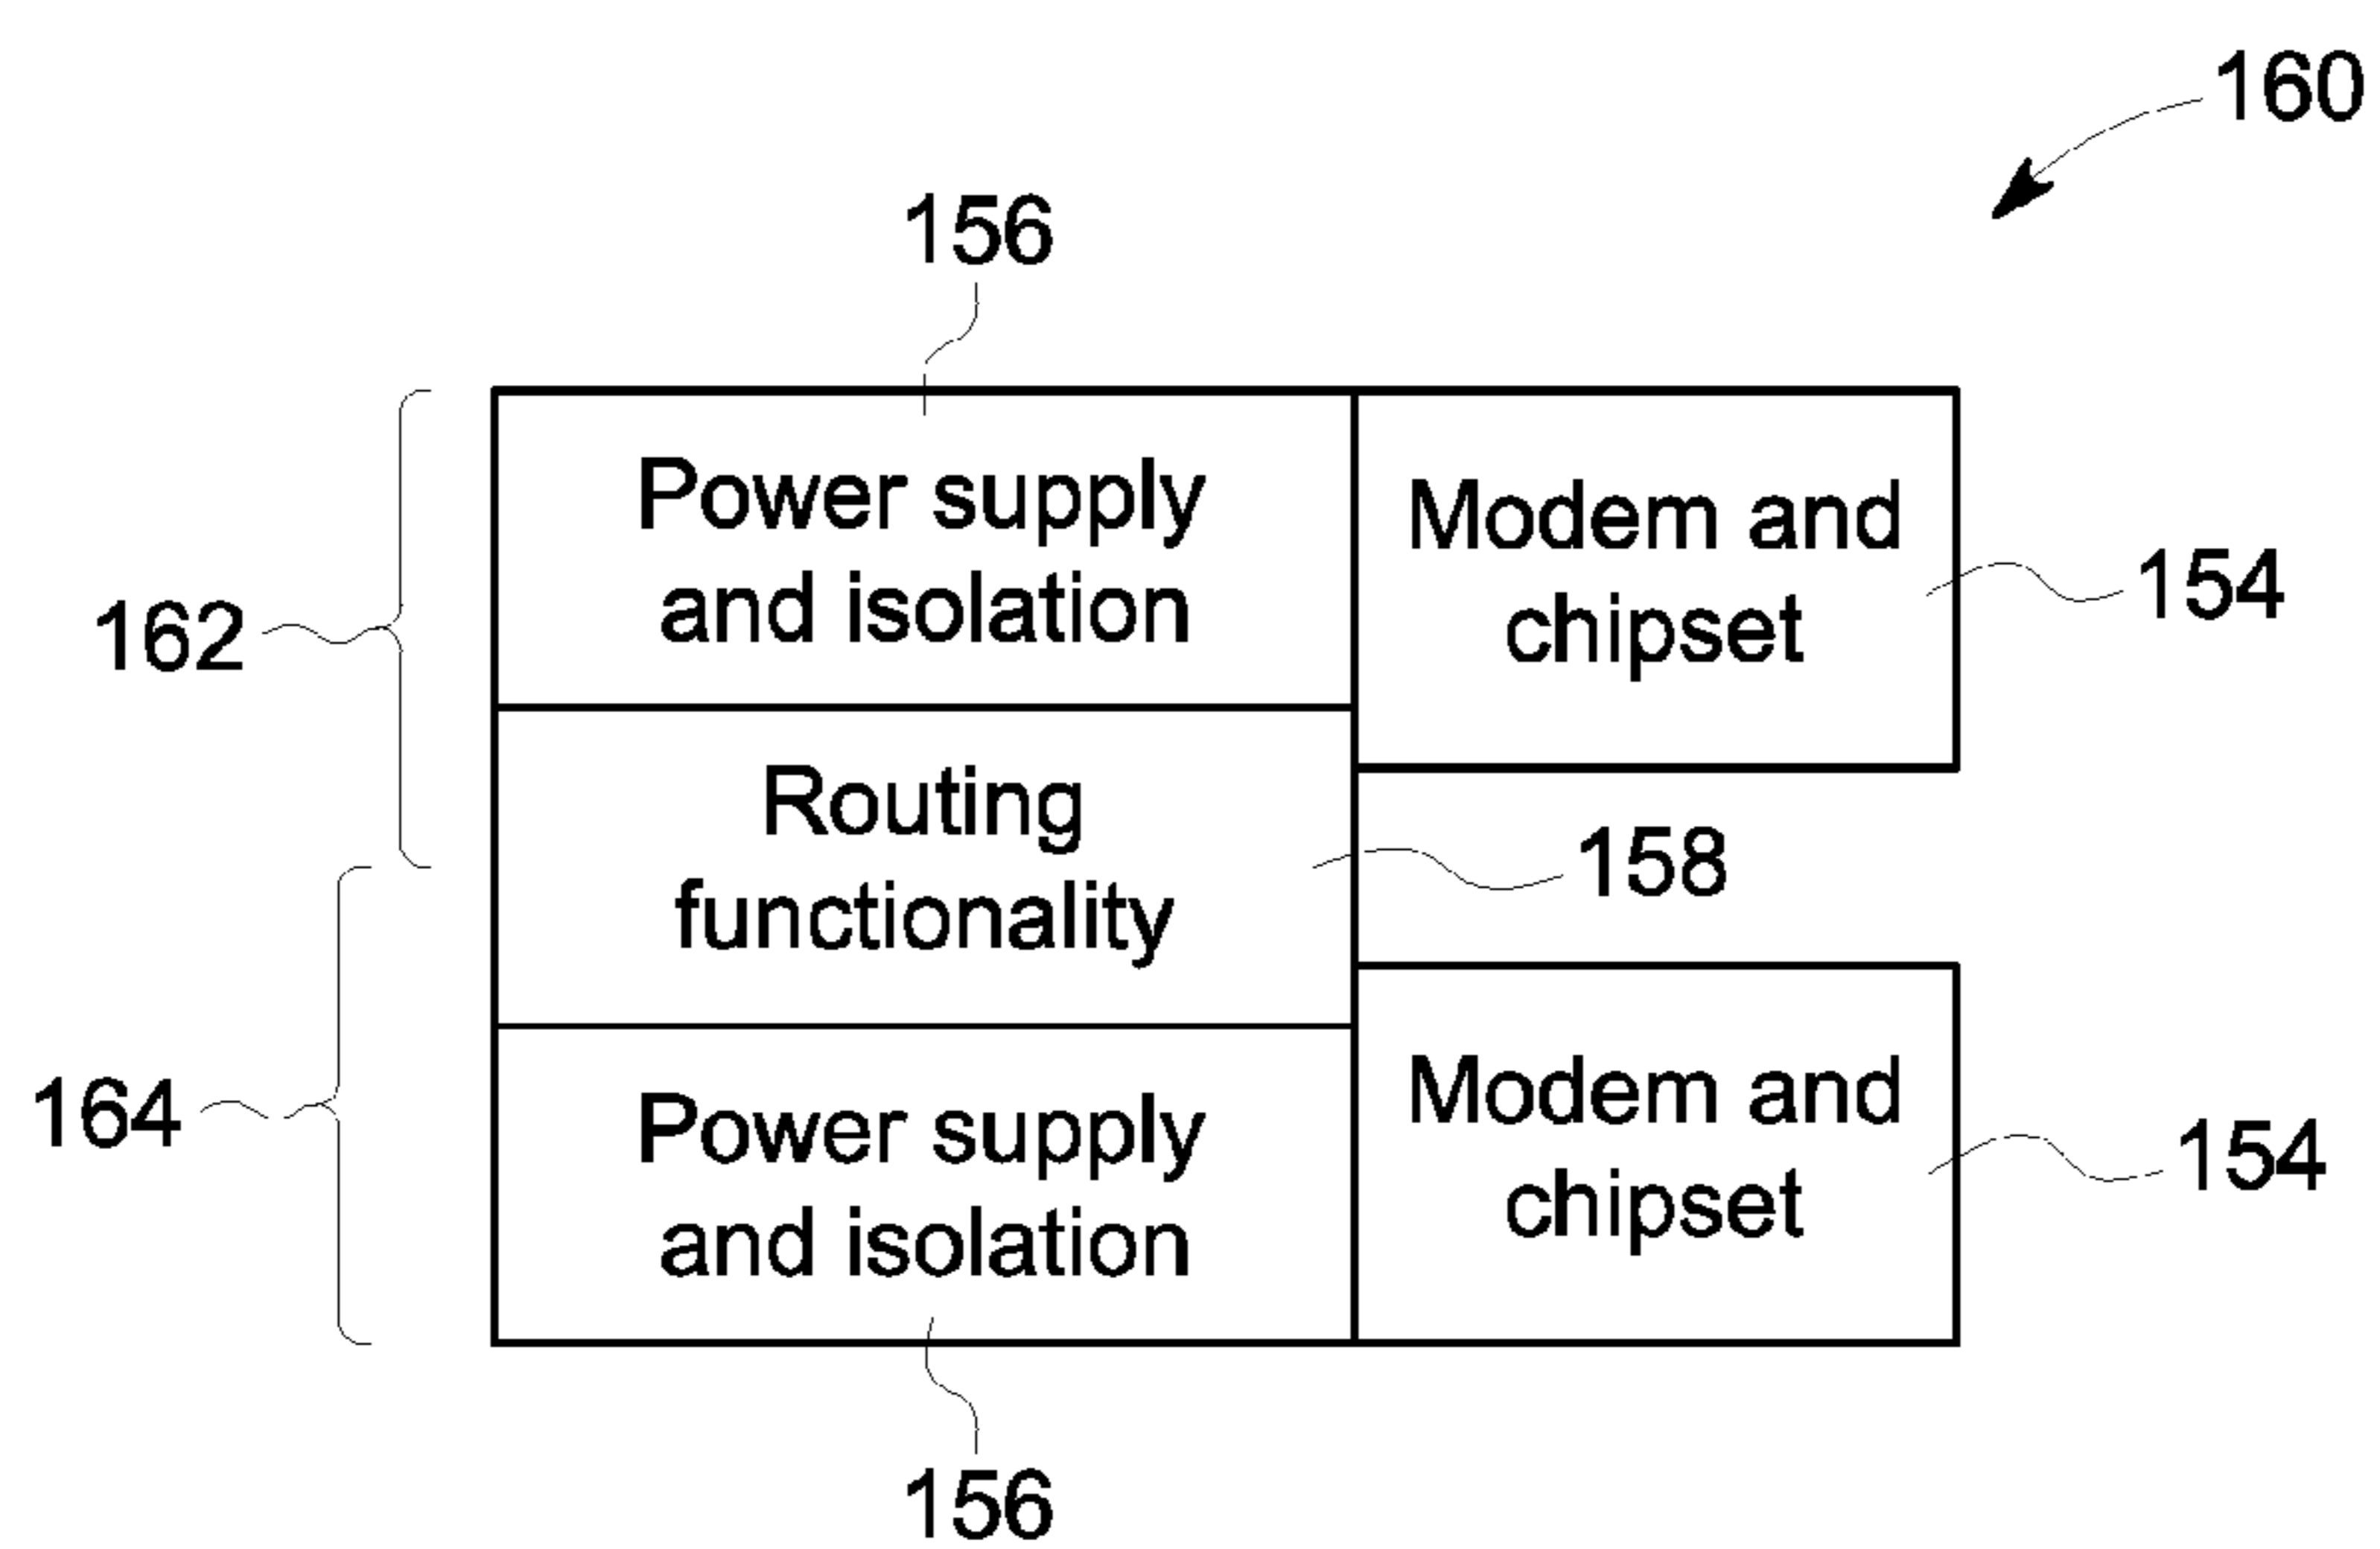 160
156
Power supply
and isolation
Modem and
chipset
154
162
Routing
functionality
158
164
Power supply
and isolation
Modem and
chipset
154
156